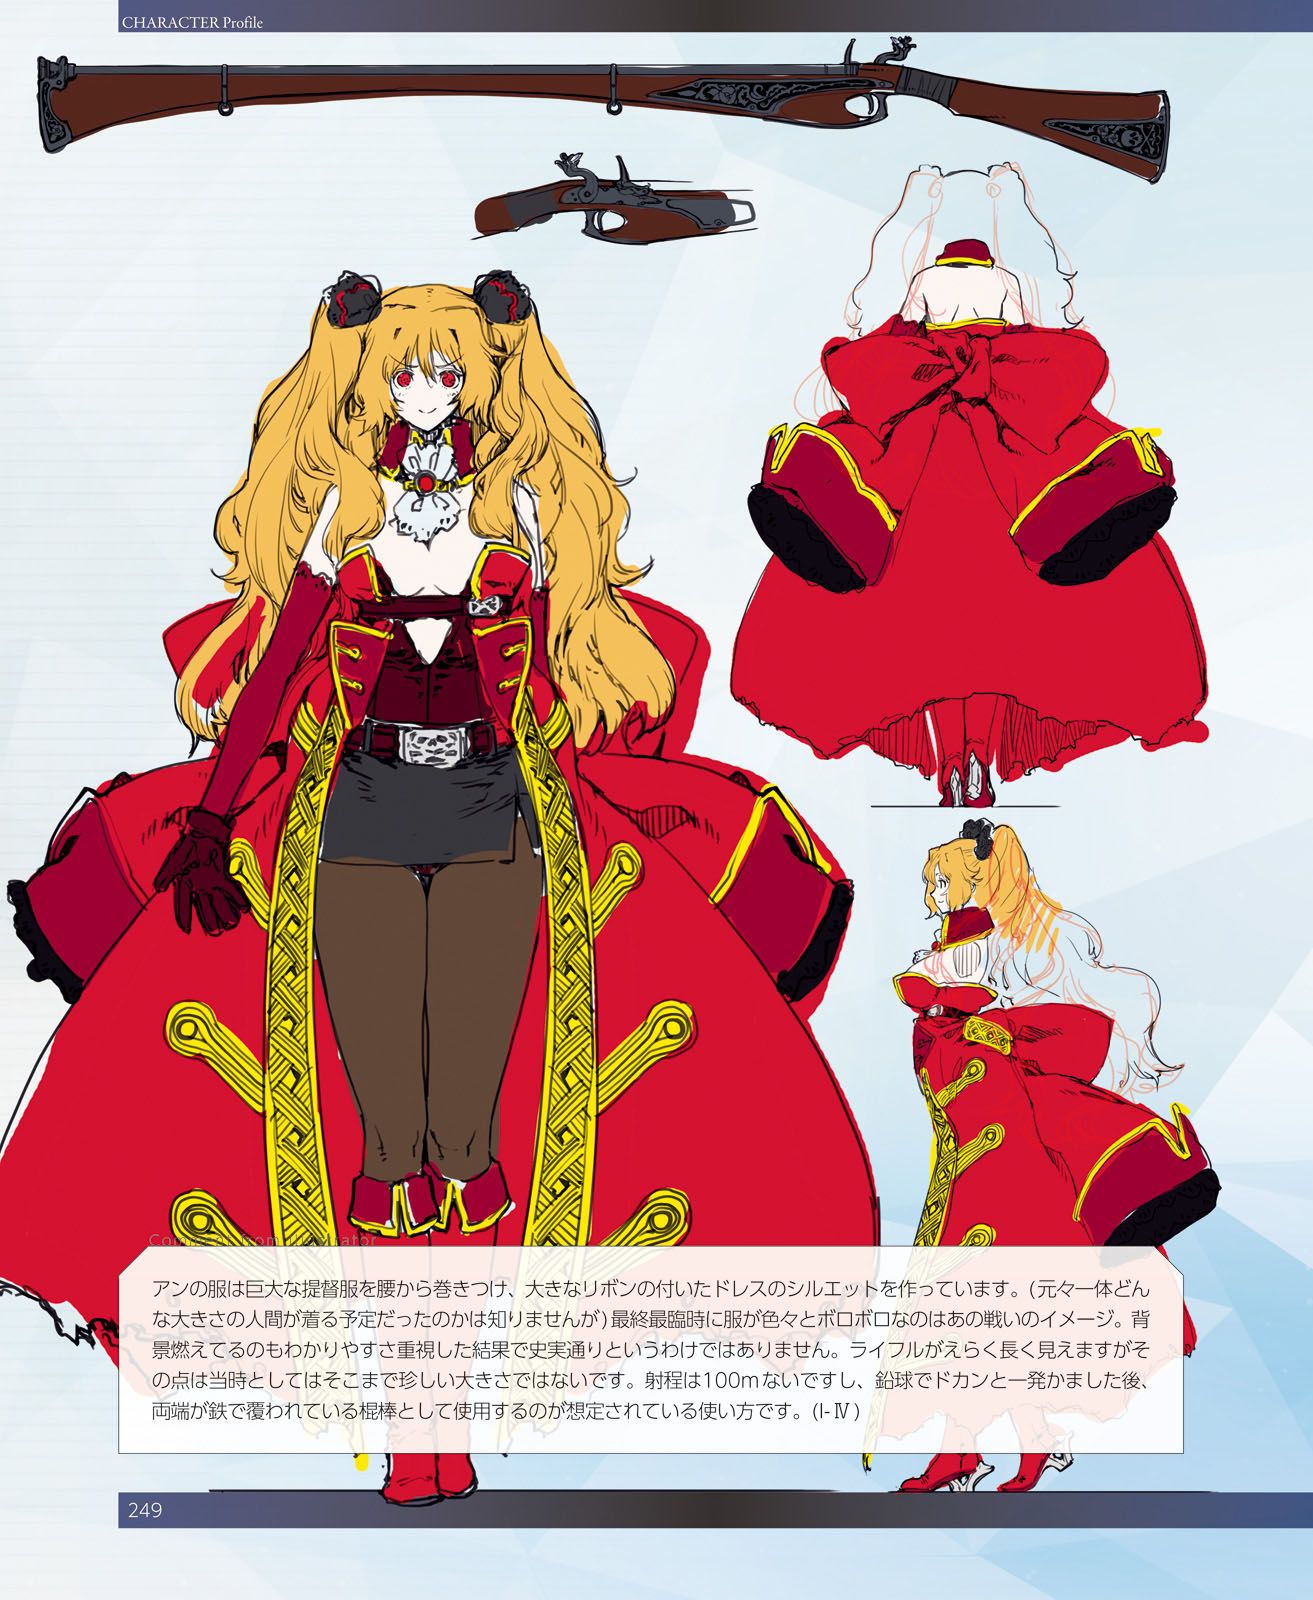 CHARACTER Profile
Comment from illustrator
アンの服は巨大な提督服を腰から巻きつけ、大きなリボンの付いたドレスのシルエットを作っています。(元々一体どん
な大きさの人間が着る予定だったのかは知りませんが)最終最臨時に服が色々とボロボロなのはあの戦いのイメージ。背
景燃えてるのもわかりやすさ重視した結果で史実通りというわけではありません。ライフルがえらく長く見えますがそ
の点は当時としてはそこまで珍しい大きさではないです。射程は100mないですし、鉛球でドカンと一発かました後、
両端が鉄で覆われている棍棒として使用するのが想定されている使い方です。(I-Ⅳ)
249